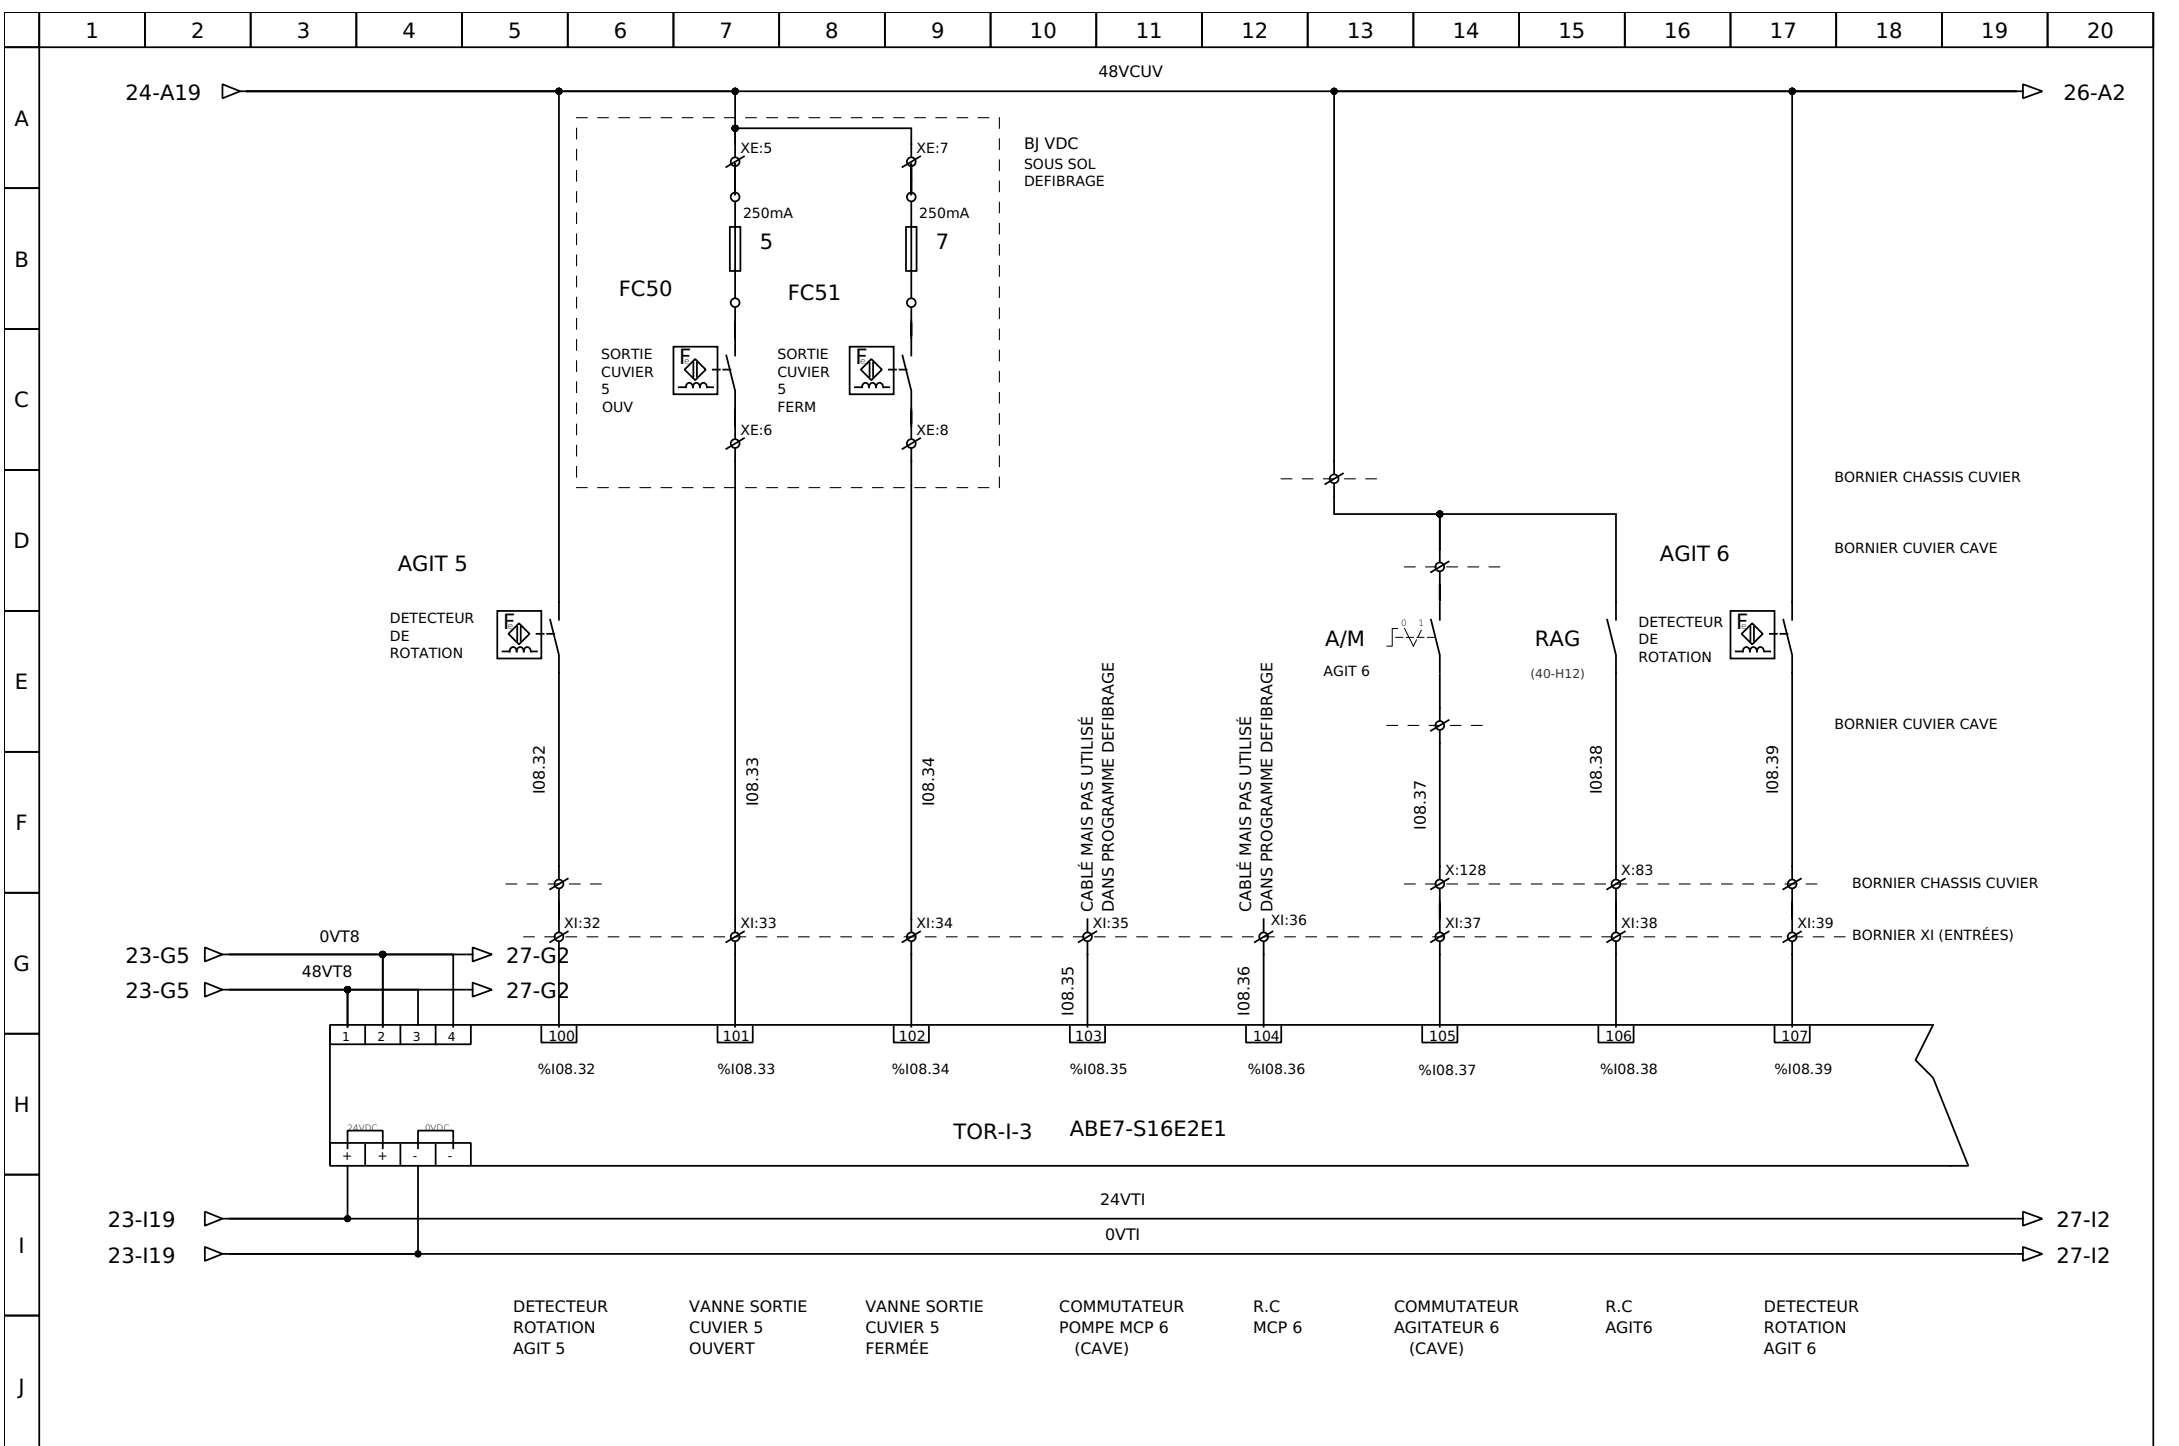 1 2 3 4 5 6 7 8 9 10 11 12 13 14 15 16 17 18 19 20
A
B
C
D
E
F
G
H
I
J
48VCUV
24-A19
26-A2
BJ VDC
SOUS SOL
DEFIBRAGE
XE:5
XE:7
250mA
5
250mA
7
FC50
FC51
SORTIE
CUVIER
5
OUV
F
e
SORTIE
CUVIER
5
FERM
F
e
XE:6
XE:8
BORNIER CHASSIS CUVIER
BORNIER CUVIER CAVE
AGIT 5
DETECTEUR
DE
ROTATION
F
e
AGIT 6
DETECTEUR
DE
ROTATION
F
e
A/M
AGIT 6
0 1
RAG
(40-H12)
BORNIER CUVIER CAVE
I08.32
I08.33
I08.34
CABLÉ MAIS PAS UTILISÉ
DANS PROGRAMME DEFIBRAGE
CABLÉ MAIS PAS UTILISÉ
DANS PROGRAMME DEFIBRAGE
I08.37
I08.38
I08.39
X:128
X:83
BORNIER CHASSIS CUVIER
XI:32
XI:33
XI:34
XI:35
XI:36
XI:37
XI:38
XI:39
BORNIER XI (ENTRÉES)
I08.35
I08.36
0VT8
23-G5
27-G2
48VT8
23-G5
27-G2
1 2 3 4
100 101 102 103 104 105 106 107
%I08.32 %I08.33 %I08.34 %I08.35 %I08.36 %I08.37 %I08.38 %I08.39
TOR-I-3 ABE7-S16E2E1
24VDC 0VDC
+ + - -
24VTI
23-I19
27-I2
0VTI
23-I19
27-I2
DETECTEUR
ROTATION
AGIT 5
VANNE SORTIE
CUVIER 5
OUVERT
VANNE SORTIE
CUVIER 5
FERMÉE
COMMUTATEUR
POMPE MCP 6
(CAVE)
R.C
MCP 6
COMMUTATEUR
AGITATEUR 6
(CAVE)
R.C
AGIT6
DETECTEUR
ROTATION
AGIT 6